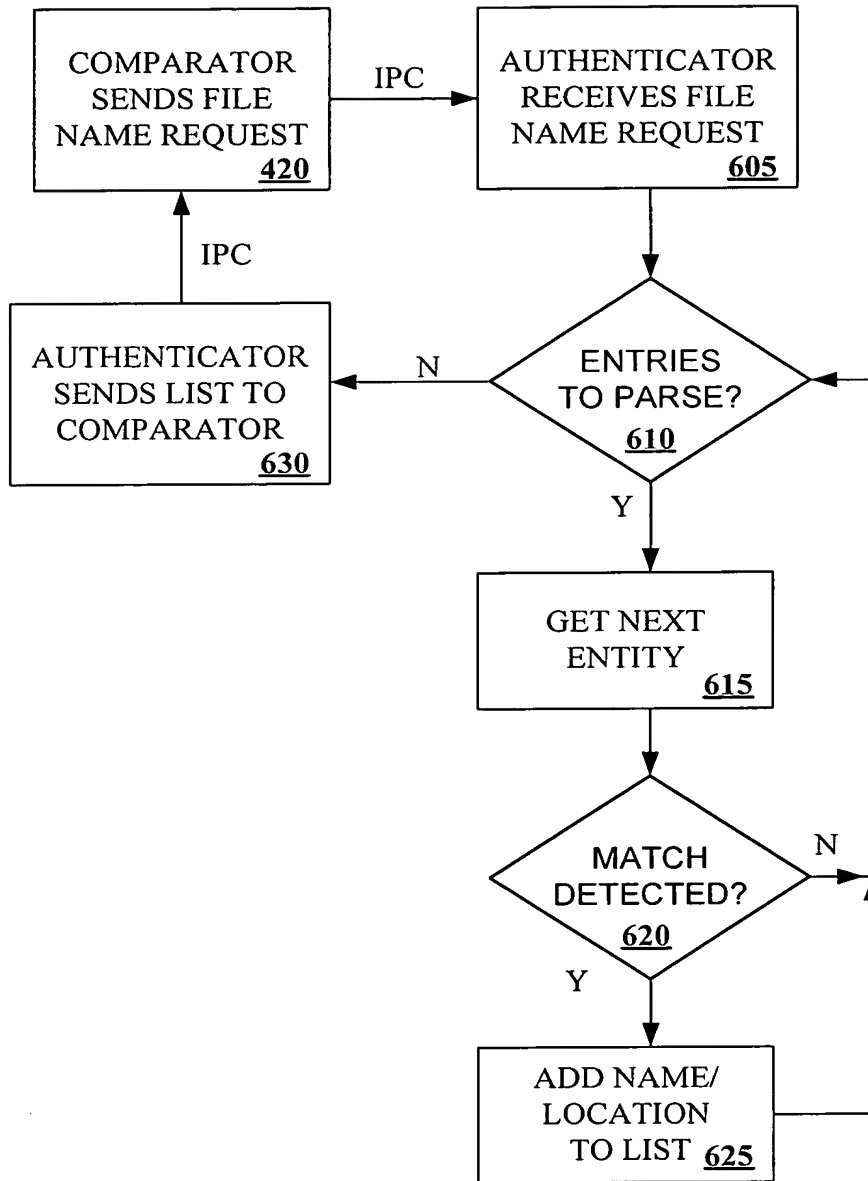 COMPARATOR
SENDS FILE
NAME REQUEST
420
IPC
AUTHENTICATOR
RECEIVES FILE
NAME REQUEST
605
IPC
AUTHENTICATOR
SENDS LIST TO
COMPARATOR
630
N
ENTRIES
TO PARSE?
610
Y
GET NEXT
ENTITY
615
MATCH
DETECTED?
620
N
Y
ADD NAME/
LOCATION
TO LIST
625